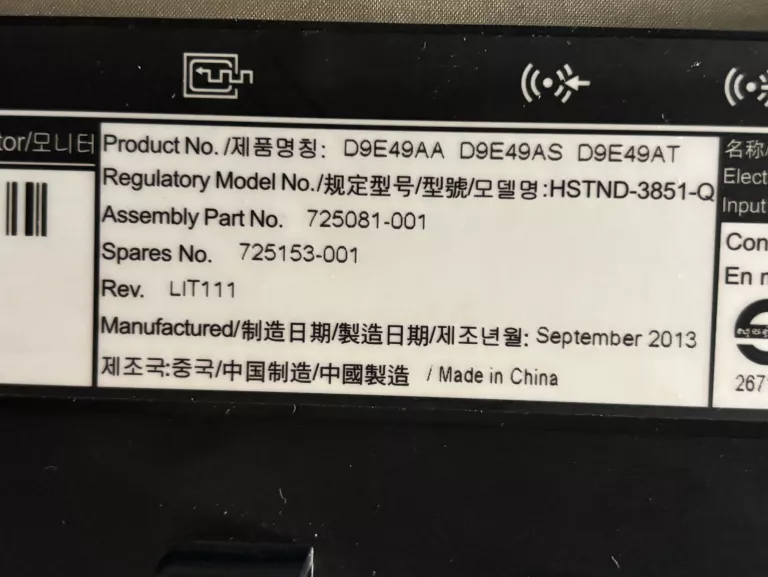 tor/모니터
Product No./제품명칭: D9E49AA D9E49AS D9E49AT
Regulatory Model No./规定型号/型號/모델명:HSTND-3851-Q
Assembly Part No. 725081-001
Spares No. 725153-001
Rev. LIT111
Manufactured/制造日期/製造日期/제조년월: September 2013
제조국:중국/中国制造/中國製造 / Made in China
名称/
Elect
Input
Con
En m
267